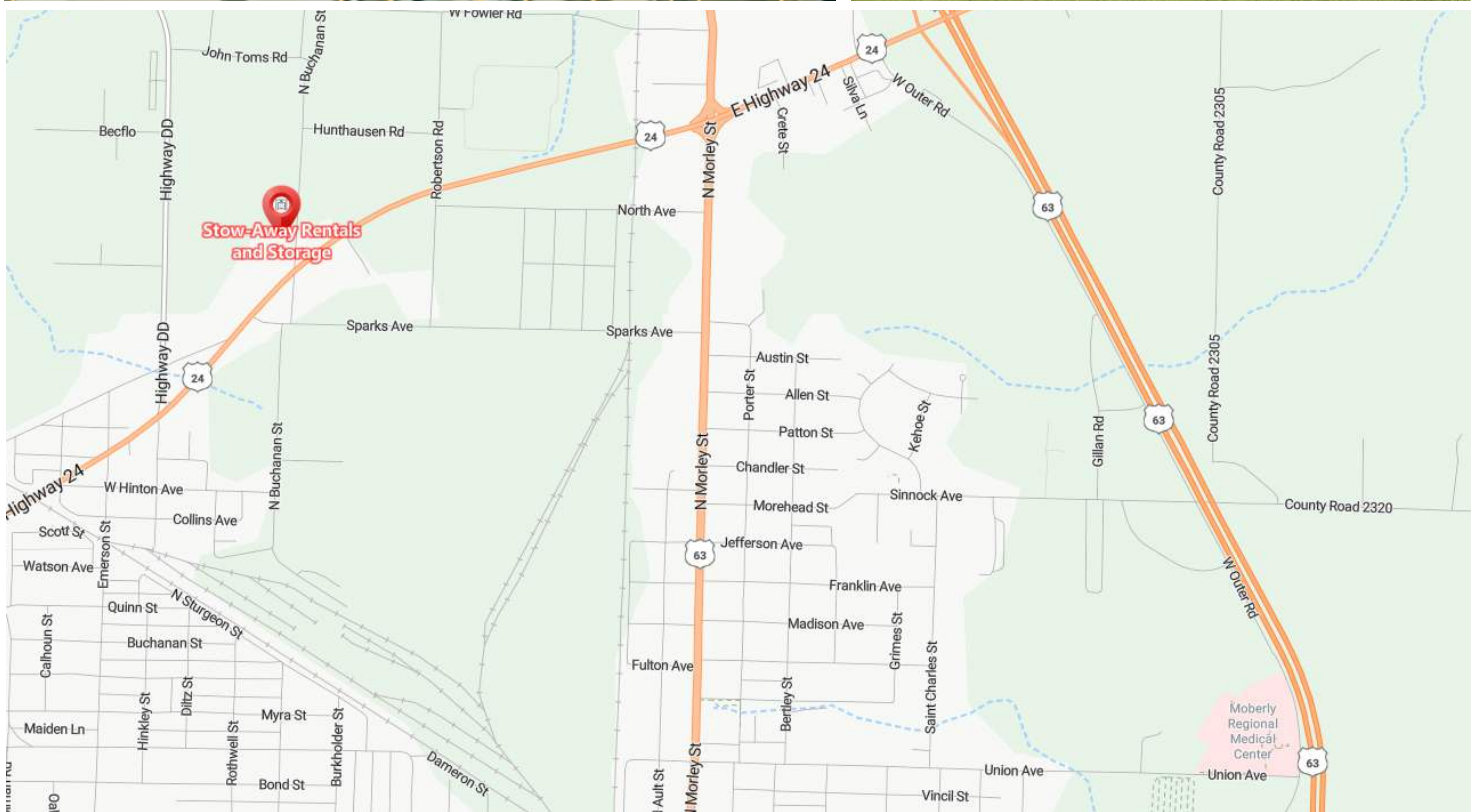 W Fowler Rd
John Toms Rd
N Buchanan St
24
E Highway 24
Silva Ln
W Outer Rd
Crete St
County Road 2305
Becflo
Highway DD
Hunthausen Rd
Robertson Rd
24
N Morley St
63
Stow-Away Rentals
and Storage
North Ave
Sparks Ave
Sparks Ave
Highway DD
24
Austin St
Porter St
Allen St
Kehoe St
Patton St
63
County Road 2305
Gillan Rd
N Buchanan St
N Morley St
Chandler St
Highway 24
W Hinton Ave
Sinnock Ave
Morehead St
County Road 2320
Collins Ave
Scott St
Emerson St
Jefferson Ave
63
Watson Ave
Franklin Ave
W Outer Rd
Quinn St
N Sturgeon St
Madison Ave
Grimes St
Calhoun St
Buchanan St
Fulton Ave
Saint Charles St
Diltz St
Hinkley St
Myra St
Burkholder St
Bertley St
Maiden Ln
Rothwell St
Moberly
Regional
Medical
Center
63
Dameron St
Bond St
Ault St
Morley St
Union Ave
Union Ave
Vincil St